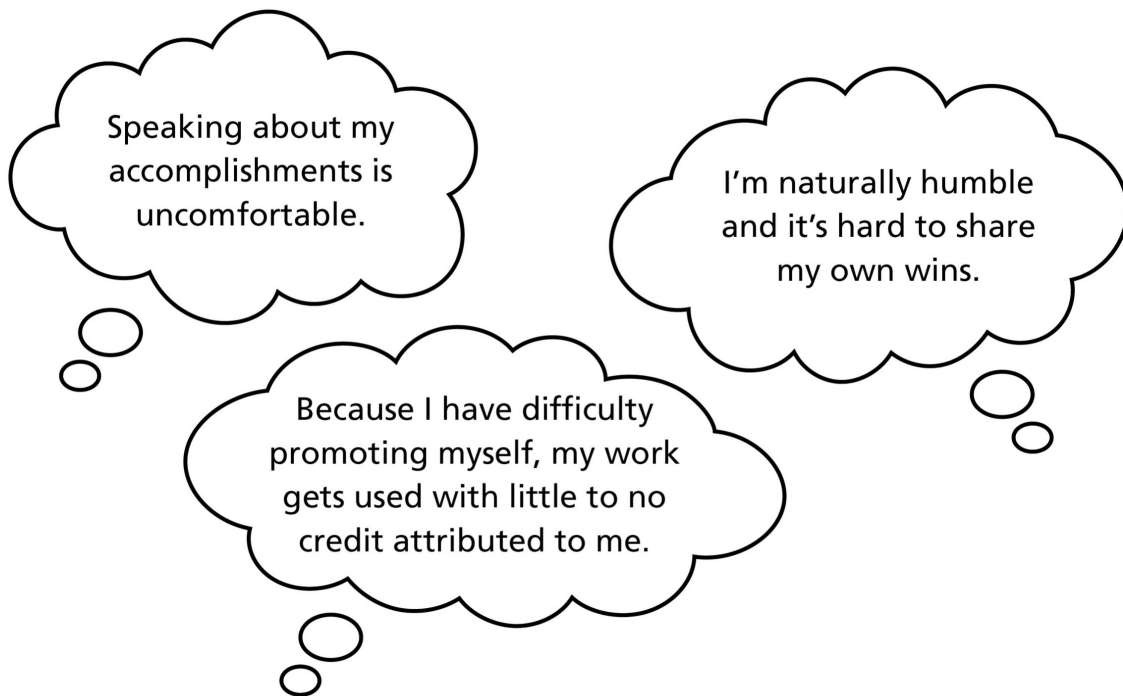 Speaking about my
accomplishments is
uncomfortable.
I’m naturally humble
and it’s hard to share
my own wins.
Because I have difficulty
promoting myself, my work
gets used with little to no
credit attributed to me.